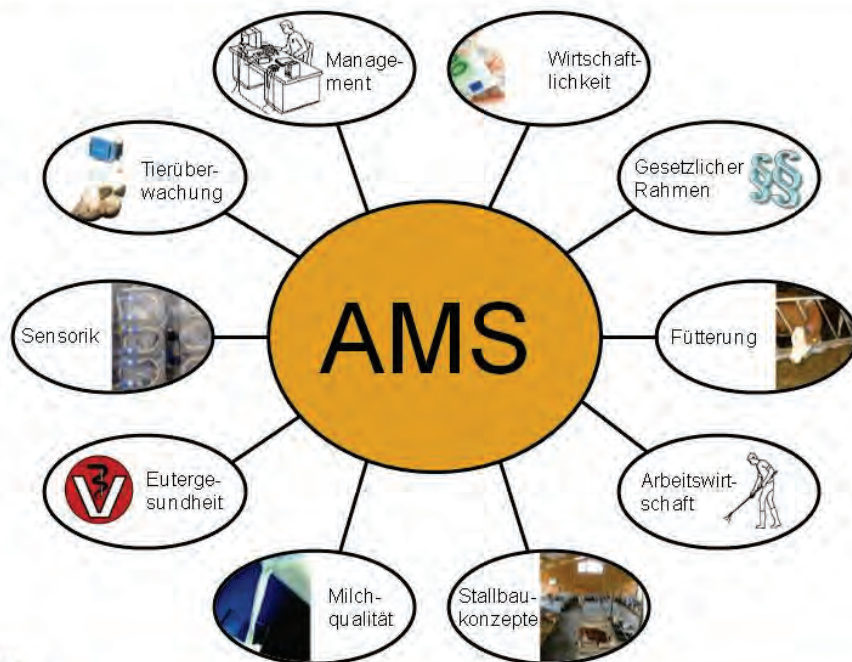 Manage-
ment
Wirtschaft-
lichkeit
Tierüber-
wachung
Gesetzlicher
Rahmen
§§
AMS
Sensorik
Fütterung
Euterge-
sundheit
V
Arbeitswirt-
schaft
Milch-
qualität
Stallbau-
konzepte